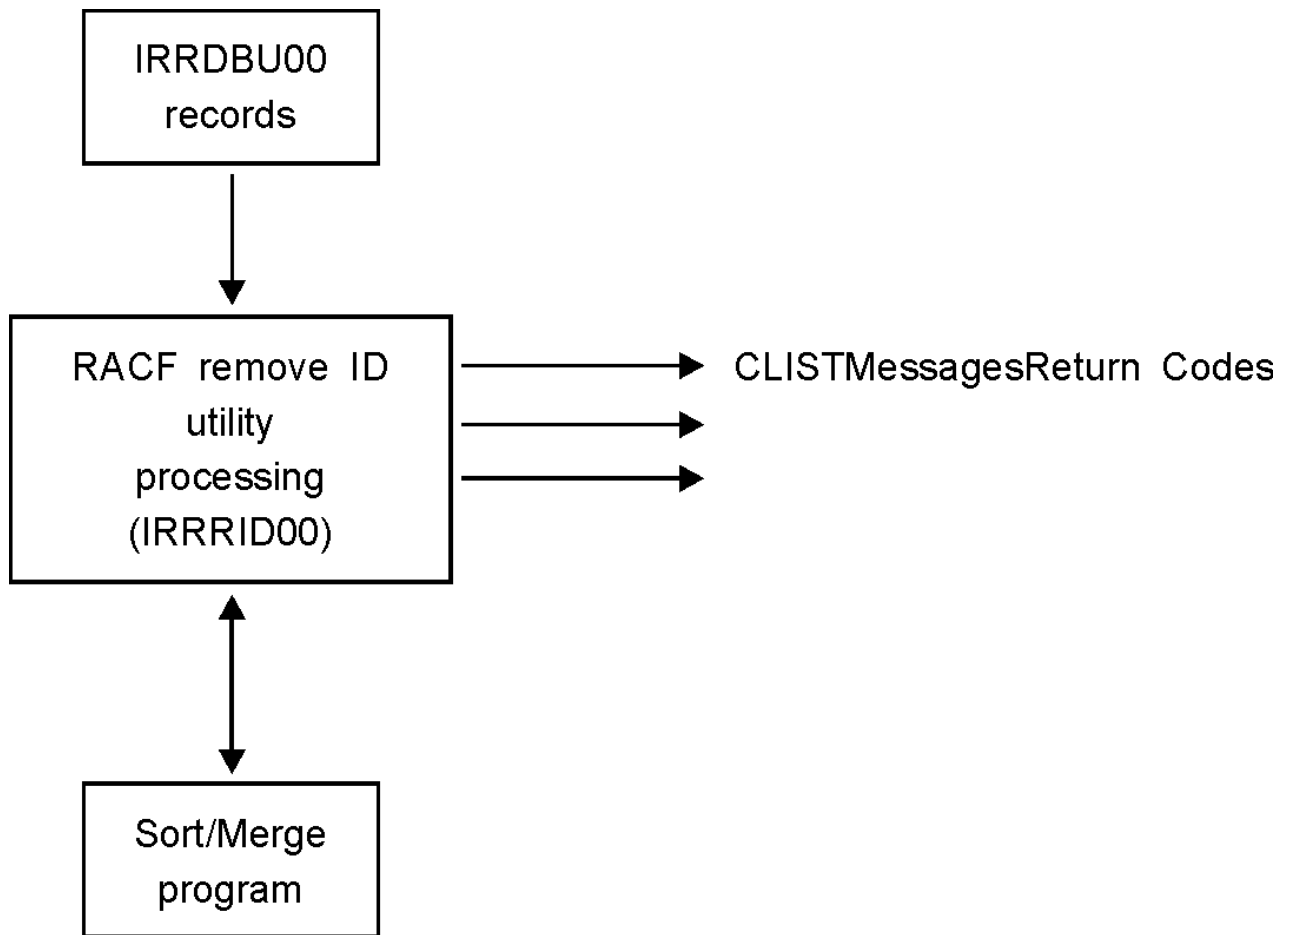 IRRDBU00
records
RACF remove ID
utility
processing
(IRRRID00)
CLISTMessagesReturn Codes
Sort/Merge
program